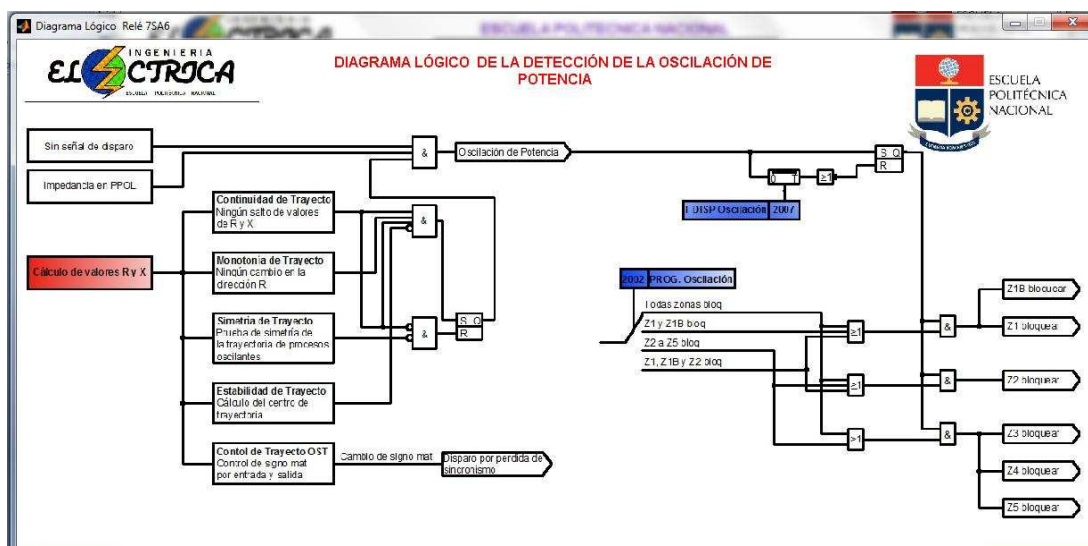 Diagrama Lógico Relé 7SA6
ESCUELA POLITECNICA NACIONAL
INGENIERIA
ELECTRICA
ESCUELA POLITECNICA NACIONAL
DIAGRAMA LÓGICO DE LA DETECCIÓN DE LA OSCILACIÓN DE
POTENCIA
ESCUELA
POLITÉCNICA
NACIONAL
Sin señal de disparo
Impedancia en PPOL
&
Oscilación de Potencia
S Q
R
0 T
≥1
T DISP Oscilación 2007
Continuidad de Trayecto
Ningún salto de valores
de R y X
&
Cálculo de valores R y X
Monotonía de Trayecto
Ningún cambio en la
dirección R
2002 PROG. Oscilación
Simetría de Trayecto
Prueba de simetría de
la trayectoria de procesos
oscilantes
&
S Q
R
Todas zonas bloq
Z1 y Z1B bloq
Z2 a Z5 bloq
Z1, Z1B y Z2 bloq
≥1
&
Z1B bloquear
Z1 bloquear
Estabilidad de Trayecto
Cálculo del centro de
trayectoria
≥1
&
Z2 bloquear
Contol de Trayecto OST
Control de signo mat
por entrada y salida
Cambio de signo mat
Disparo por perdida de
sincronismo
≥1
&
Z3 bloquear
Z4 bloquear
Z5 bloquear